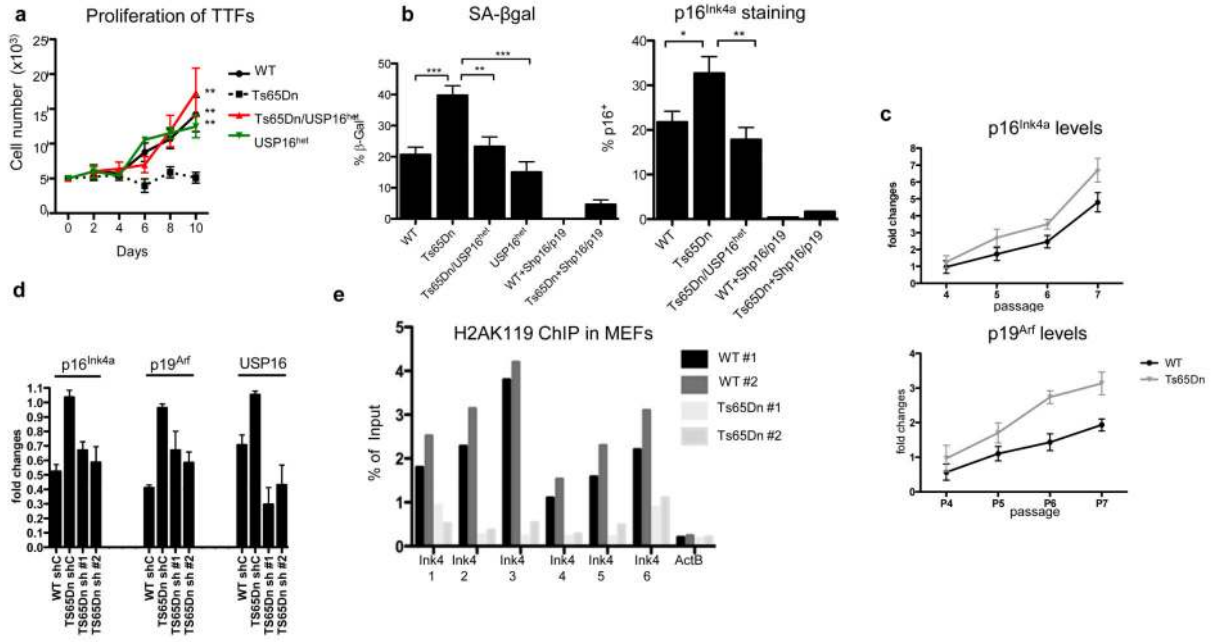 a
Proliferation of TTFs
Cell number (x10³)
25
20
15
10
5
0
0 2 4 6 8 10
Days
**
**
**
WT
Ts65Dn
Ts65Dn/USP16het
USP16het
b
SA-βgal
% β-Gal⁺
60
50
40
30
20
10
0
***
***
**
WT
Ts65Dn
Ts65Dn/USP16het
USP16het
WT+Shp16/p19
Ts65Dn+Shp16/p19
p16Ink4a staining
% p16⁺
40
30
20
10
0
*
**
WT
Ts65Dn
Ts65Dn/USP16het
WT+Shp16/p19
Ts65Dn+Shp16/p19
c
p16Ink4a levels
fold changes
8
7
6
5
4
3
2
1
0
4 5 6 7
passage
p19Arf levels
fold changes
4
3
2
1
0
P4 P5 P6 P7
passage
WT
Ts65Dn
d
p16Ink4a
p19Arf
USP16
fold changes
1.1
1.0
0.9
0.8
0.7
0.6
0.5
0.4
0.3
0.2
0.1
0.0
WT shC
TS65Dn shC
TS65Dn sh #1
TS65Dn sh #2
WT shC
TS65Dn shC
TS65Dn sh #1
TS65Dn sh #2
WT shC
TS65Dn shC
TS65Dn sh #1
TS65Dn sh #2
e
H2AK119 ChIP in MEFs
% of Input
5
4
3
2
1
0
Ink4 Ink4 Ink4 Ink4 Ink4 Ink4 ActB
1 2 3 4 5 6
WT #1
WT #2
Ts65Dn #1
Ts65Dn #2